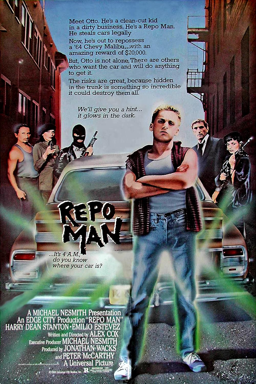 Meet Otto. He's a clean-cut kid
in a dirty business. He's a Repo Man.
He steals cars legally.
Now, he's out to repossess
a '64 Chevy Malibu...with an
amazing reward of $20,000.
But, Otto is not alone. There are others
who want the car and will do anything
to get it.
The risks are great, because hidden
in the trunk is something so incredible
it could destroy them all.
We'll give you a hint...
it glows in the dark.
REPO
MAN
...It's 4 A.M.,
do you know
where your car is?
A MICHAEL NESMITH Presentation
An EDGE CITY Production "REPO MAN"
HARRY DEAN STANTON · EMILIO ESTEVEZ
Written and Directed by ALEX COX
Executive Producer MICHAEL NESMITH
Produced by JONATHAN WACKS
and PETER McCARTHY
A Universal Picture
R